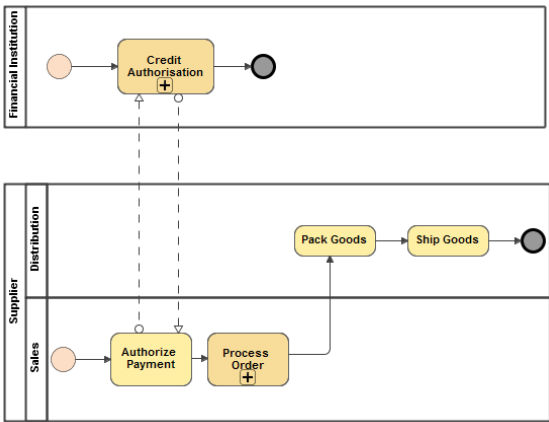 Financial Institution
Credit
Authorisation
Supplier
Distribution
Pack Goods
Ship Goods
Sales
Authorize
Payment
Process
Order